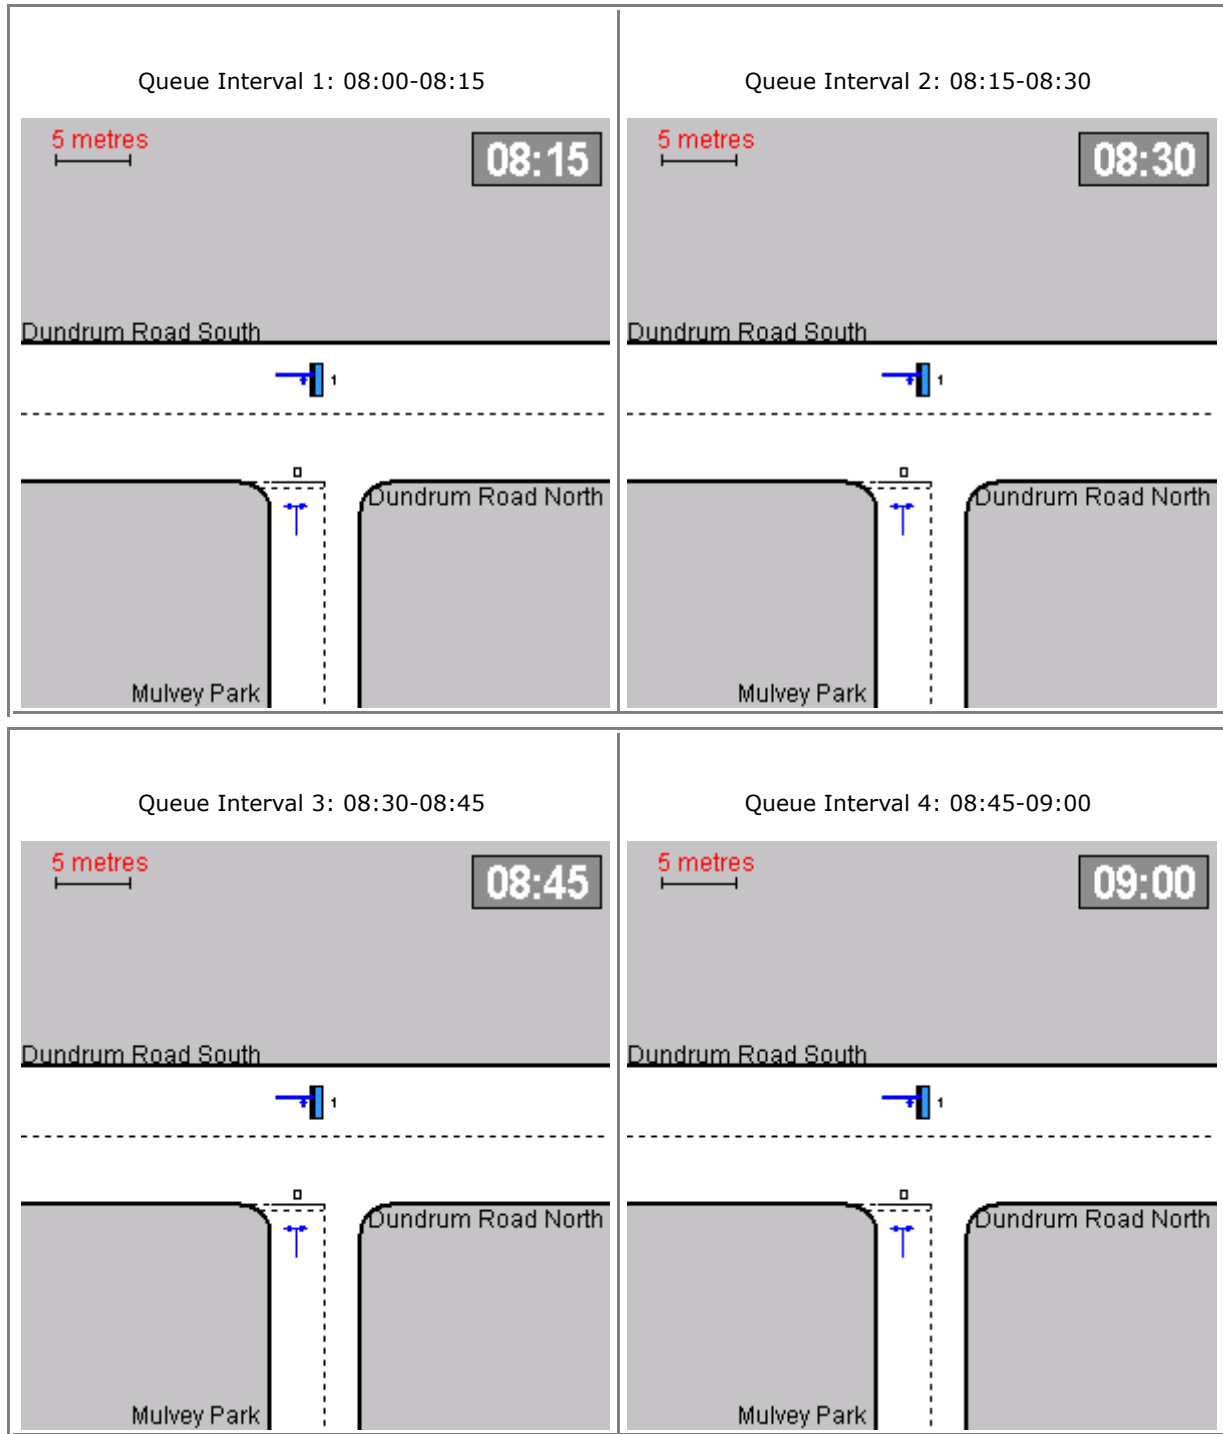 Queue Interval 1: 08:00-08:15
5 metres
08:15
Dundrum Road South
1
0
Dundrum Road North
Mulvey Park
Queue Interval 2: 08:15-08:30
5 metres
08:30
Dundrum Road South
1
0
Dundrum Road North
Mulvey Park
Queue Interval 3: 08:30-08:45
5 metres
08:45
Dundrum Road South
1
0
Dundrum Road North
Mulvey Park
Queue Interval 4: 08:45-09:00
5 metres
09:00
Dundrum Road South
1
0
Dundrum Road North
Mulvey Park